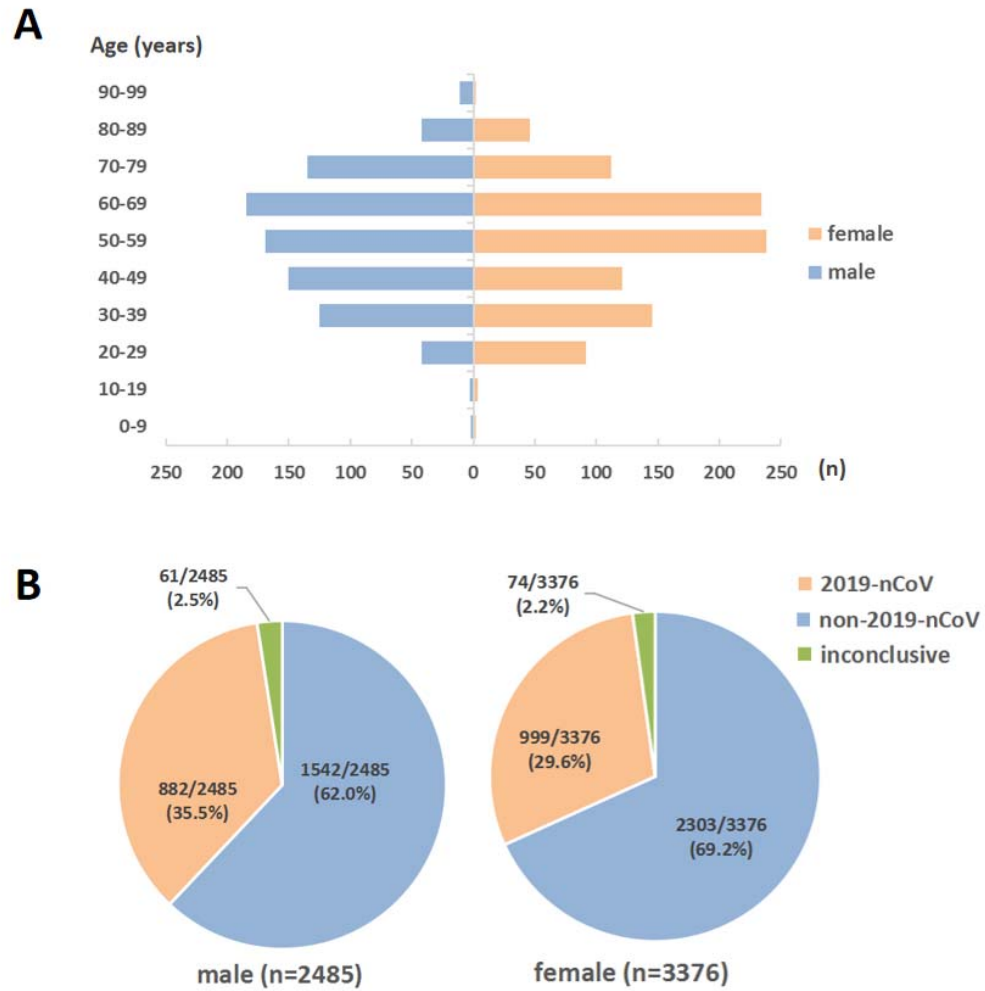 A
Age (years)
90-99
80-89
70-79
60-69
50-59
40-49
30-39
20-29
10-19
0-9
female
male
250 200 150 100 50 0 50 100 150 200 250 (n)
B
61/2485
(2.5%)
882/2485
(35.5%)
1542/2485
(62.0%)
male (n=2485)
74/3376
(2.2%)
999/3376
(29.6%)
2303/3376
(69.2%)
female (n=3376)
2019-nCoV
non-2019-nCoV
inconclusive